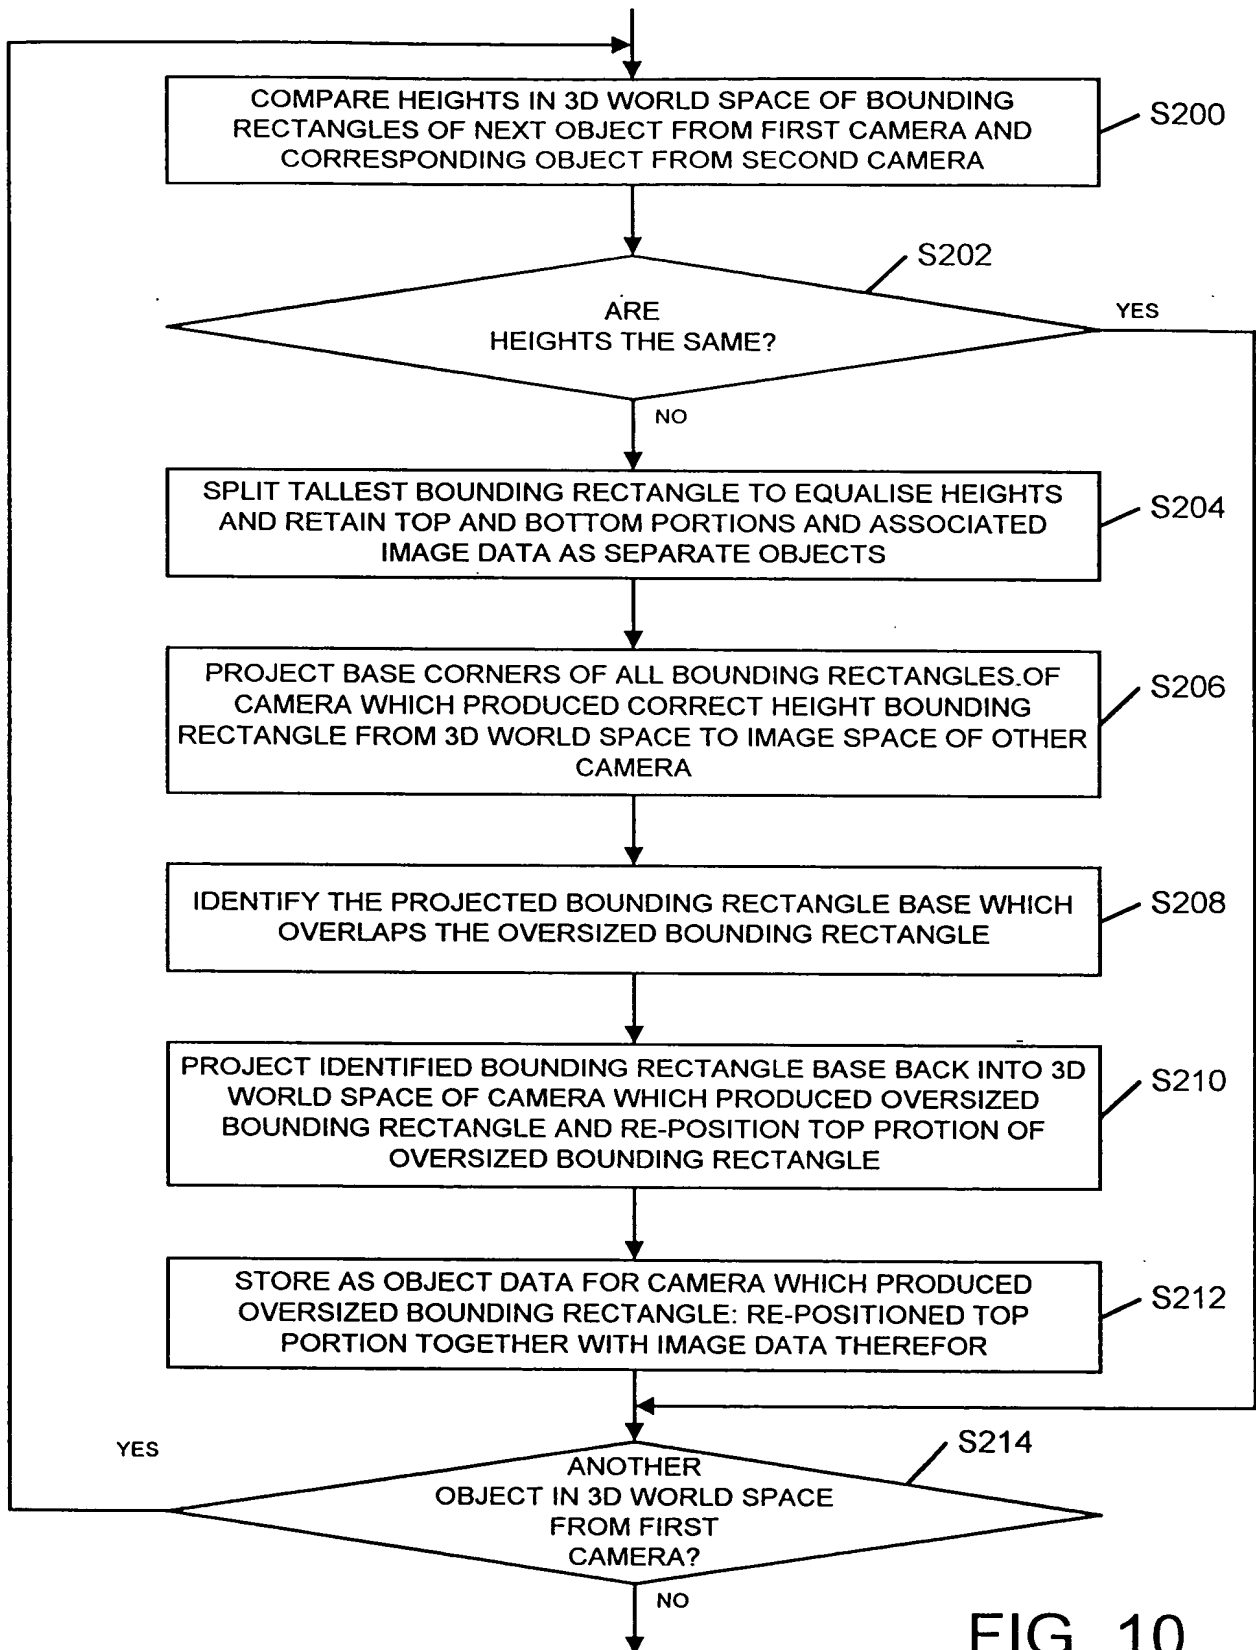 COMPARE HEIGHTS IN 3D WORLD SPACE OF BOUNDING
RECTANGLES OF NEXT OBJECT FROM FIRST CAMERA AND
CORRESPONDING OBJECT FROM SECOND CAMERA
S200
S202
ARE
HEIGHTS THE SAME?
YES
NO
SPLIT TALLEST BOUNDING RECTANGLE TO EQUALISE HEIGHTS
AND RETAIN TOP AND BOTTOM PORTIONS AND ASSOCIATED
IMAGE DATA AS SEPARATE OBJECTS
S204
PROJECT BASE CORNERS OF ALL BOUNDING RECTANGLES OF
CAMERA WHICH PRODUCED CORRECT HEIGHT BOUNDING
RECTANGLE FROM 3D WORLD SPACE TO IMAGE SPACE OF OTHER
CAMERA
S206
IDENTIFY THE PROJECTED BOUNDING RECTANGLE BASE WHICH
OVERLAPS THE OVERSIZED BOUNDING RECTANGLE
S208
PROJECT IDENTIFIED BOUNDING RECTANGLE BASE BACK INTO 3D
WORLD SPACE OF CAMERA WHICH PRODUCED OVERSIZED
BOUNDING RECTANGLE AND RE-POSITION TOP PROTION OF
OVERSIZED BOUNDING RECTANGLE
S210
STORE AS OBJECT DATA FOR CAMERA WHICH PRODUCED
OVERSIZED BOUNDING RECTANGLE: RE-POSITIONED TOP
PORTION TOGETHER WITH IMAGE DATA THEREFOR
S212
YES
S214
ANOTHER
OBJECT IN 3D WORLD SPACE
FROM FIRST
CAMERA?
NO
FIG. 10